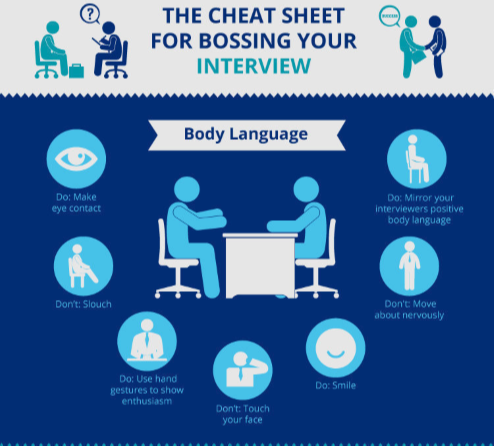 THE CHEAT SHEET
FOR BOSSING YOUR
INTERVIEW
?
Body Language
Do: Make
eye contact
Do: Mirror your
interviewers positive
body language
Don't: Slouch
Don't: Move
about nervously
Do: Use hand
gestures to show
enthusiasm
Don't: Touch
your face
Do: Smile